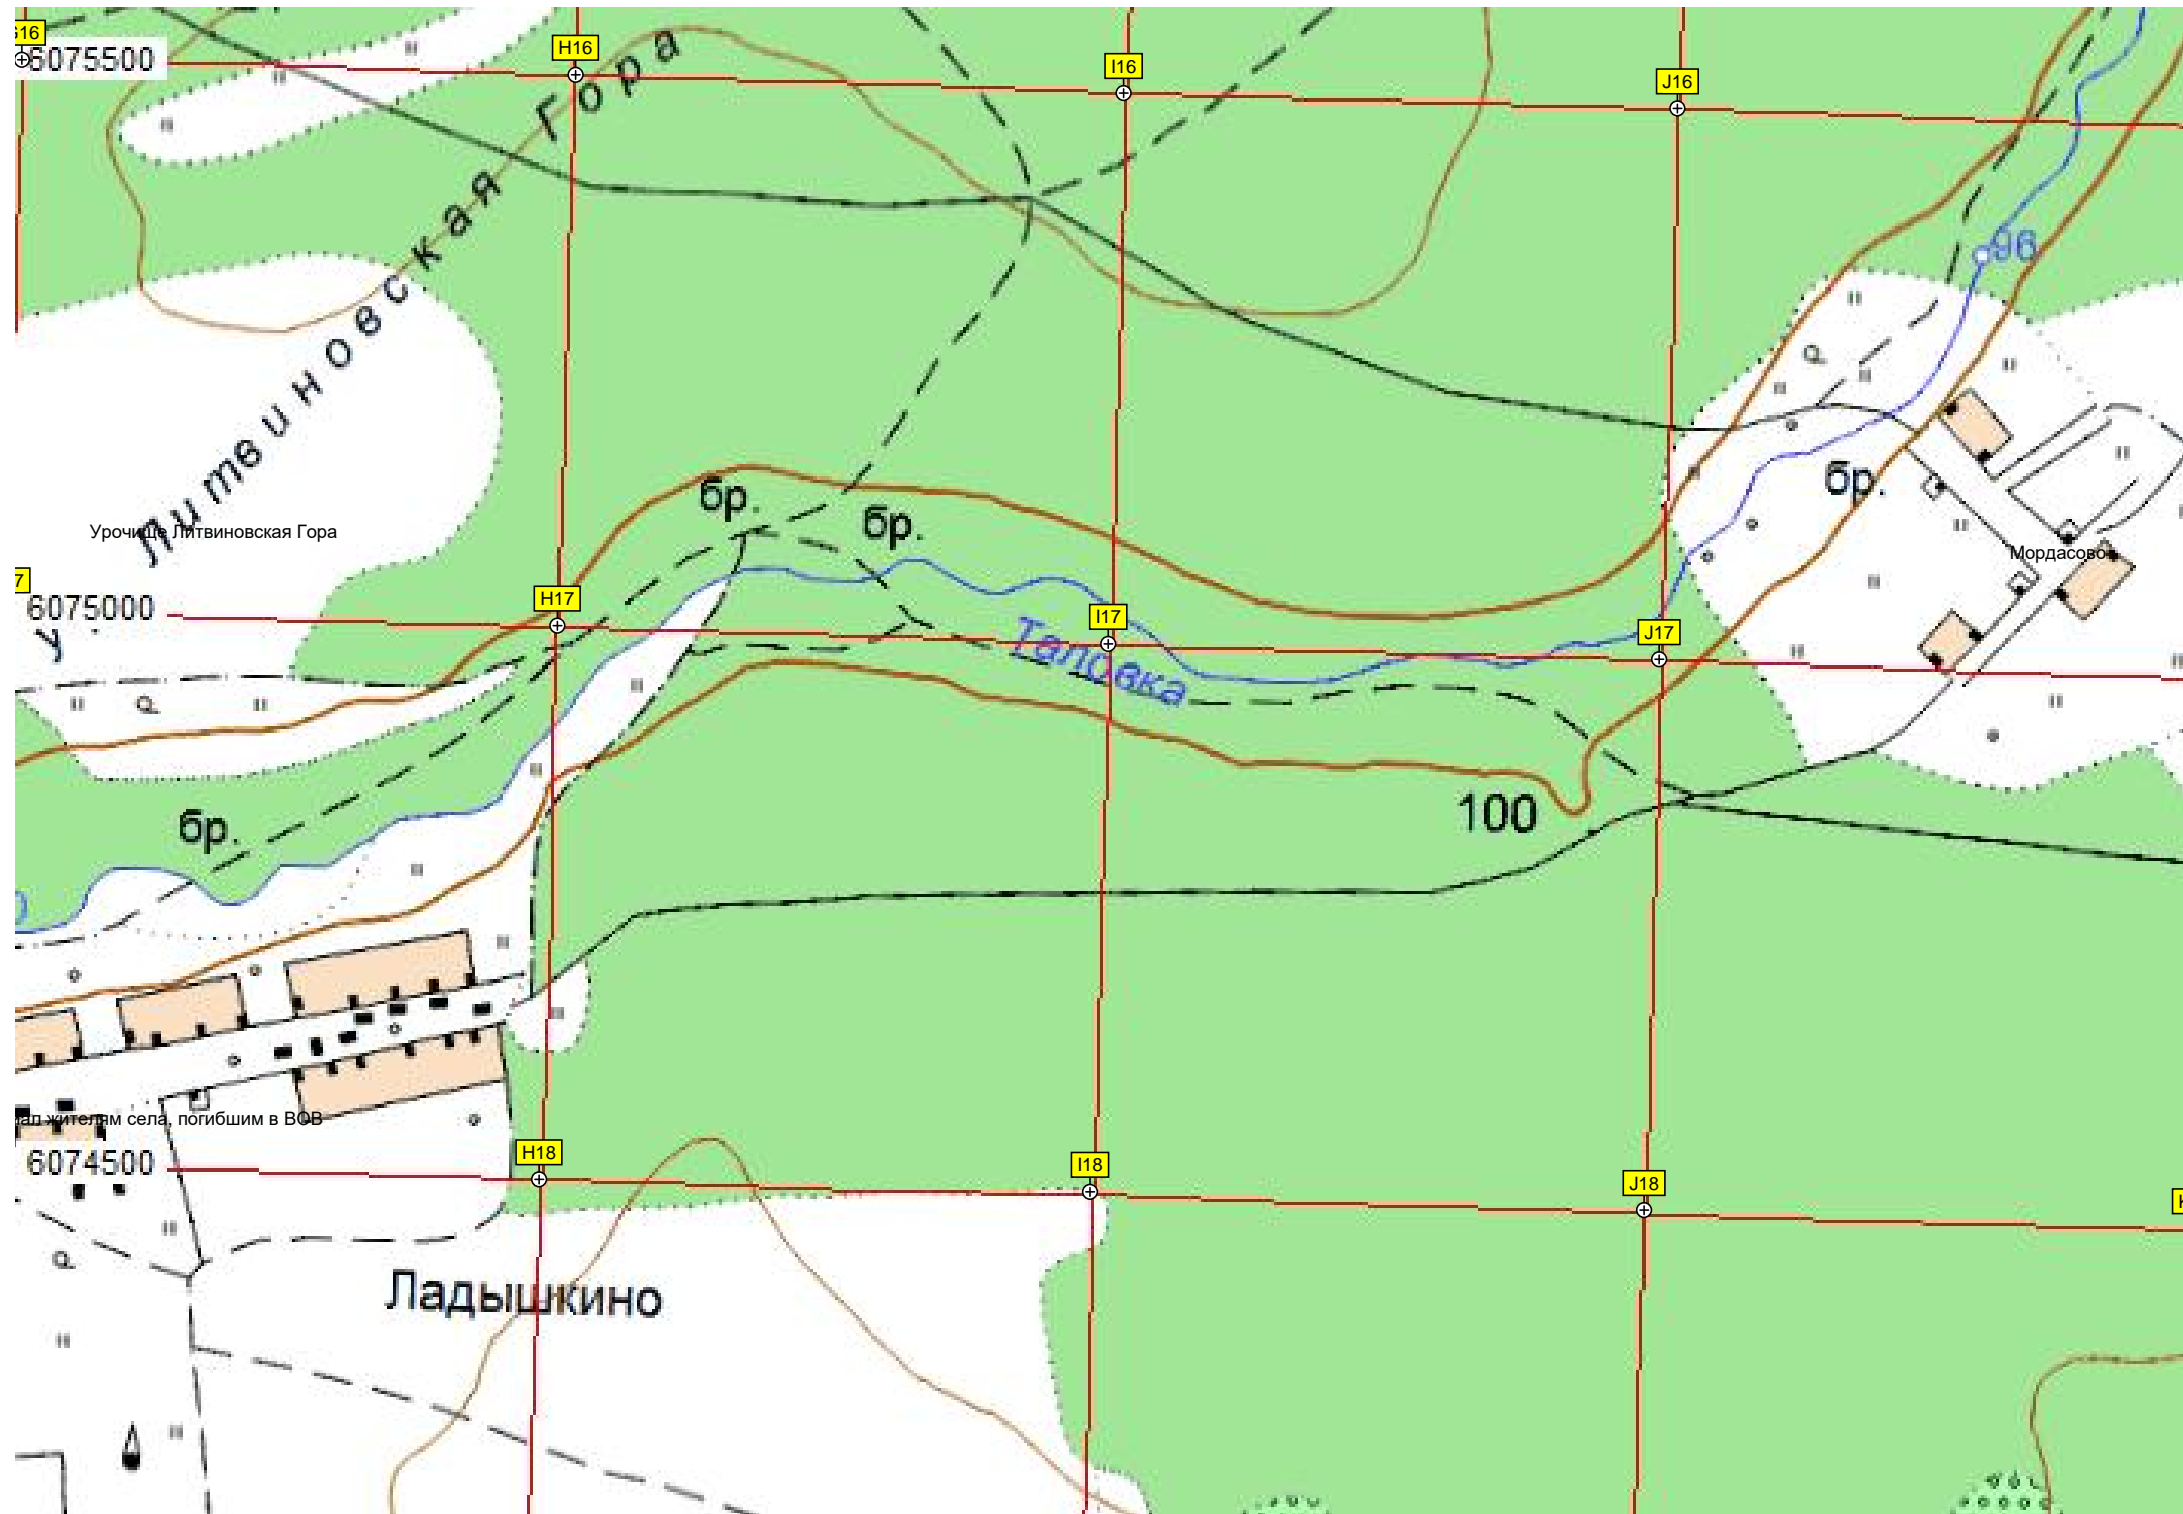 H16
I16
J16
6075500
Литвиновская Гора
96
бр.
бр.
бр.
Урочище Литвиновская Гора
Мордасово
H17
I17
J17
6075000
Таловка
100
бр.
жителям села, погибшим в ВОВ
6074500
H18
I18
J18
Ладышкино